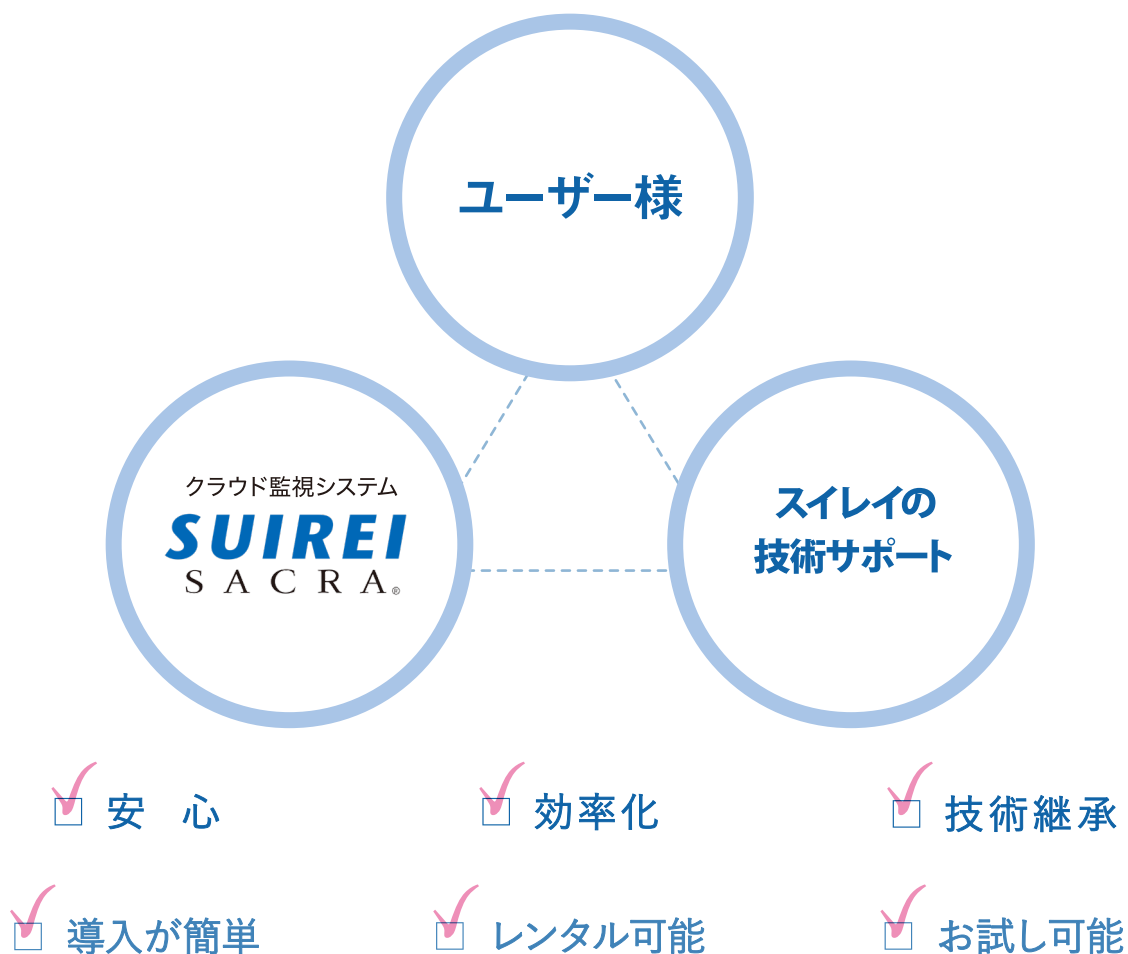 ユーザー様
クラウド監視システム
SUIREI
SACRA®
スイレイの
技術サポート
安 心
効率化
技術継承
導入が簡単
レンタル可能
お試し可能